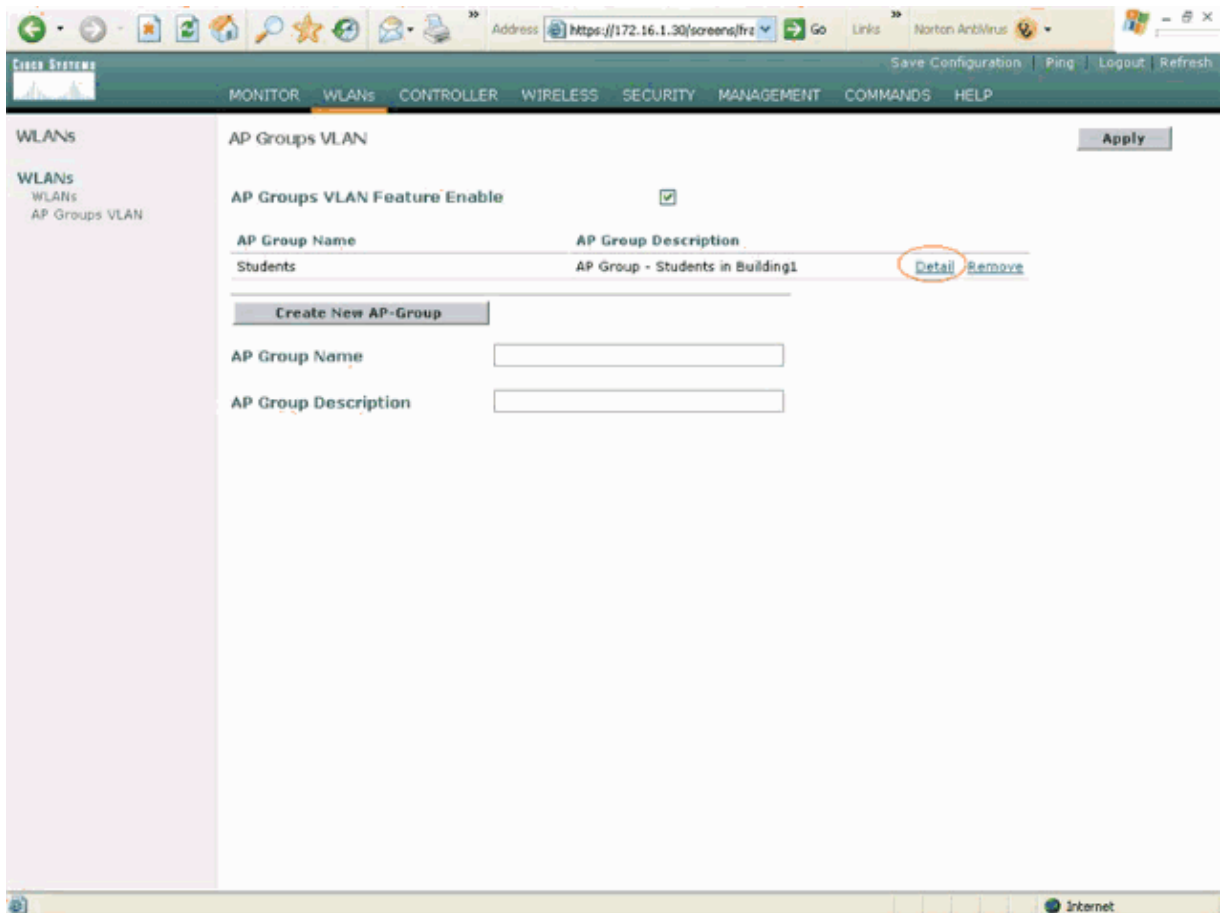 Address https://172.16.1.30/screens/fra Go Links Norton AntiVirus
CISCO SYSTEMS
Save Configuration Ping Logout Refresh
MONITOR WLANs CONTROLLER WIRELESS SECURITY MANAGEMENT COMMANDS HELP
WLANs
WLANs
WLANs
AP Groups VLAN
AP Groups VLAN
Apply
AP Groups VLAN Feature Enable
AP Group Name AP Group Description
Students AP Group - Students in Building1 Detail Remove
Create New AP-Group
AP Group Name
AP Group Description
Internet